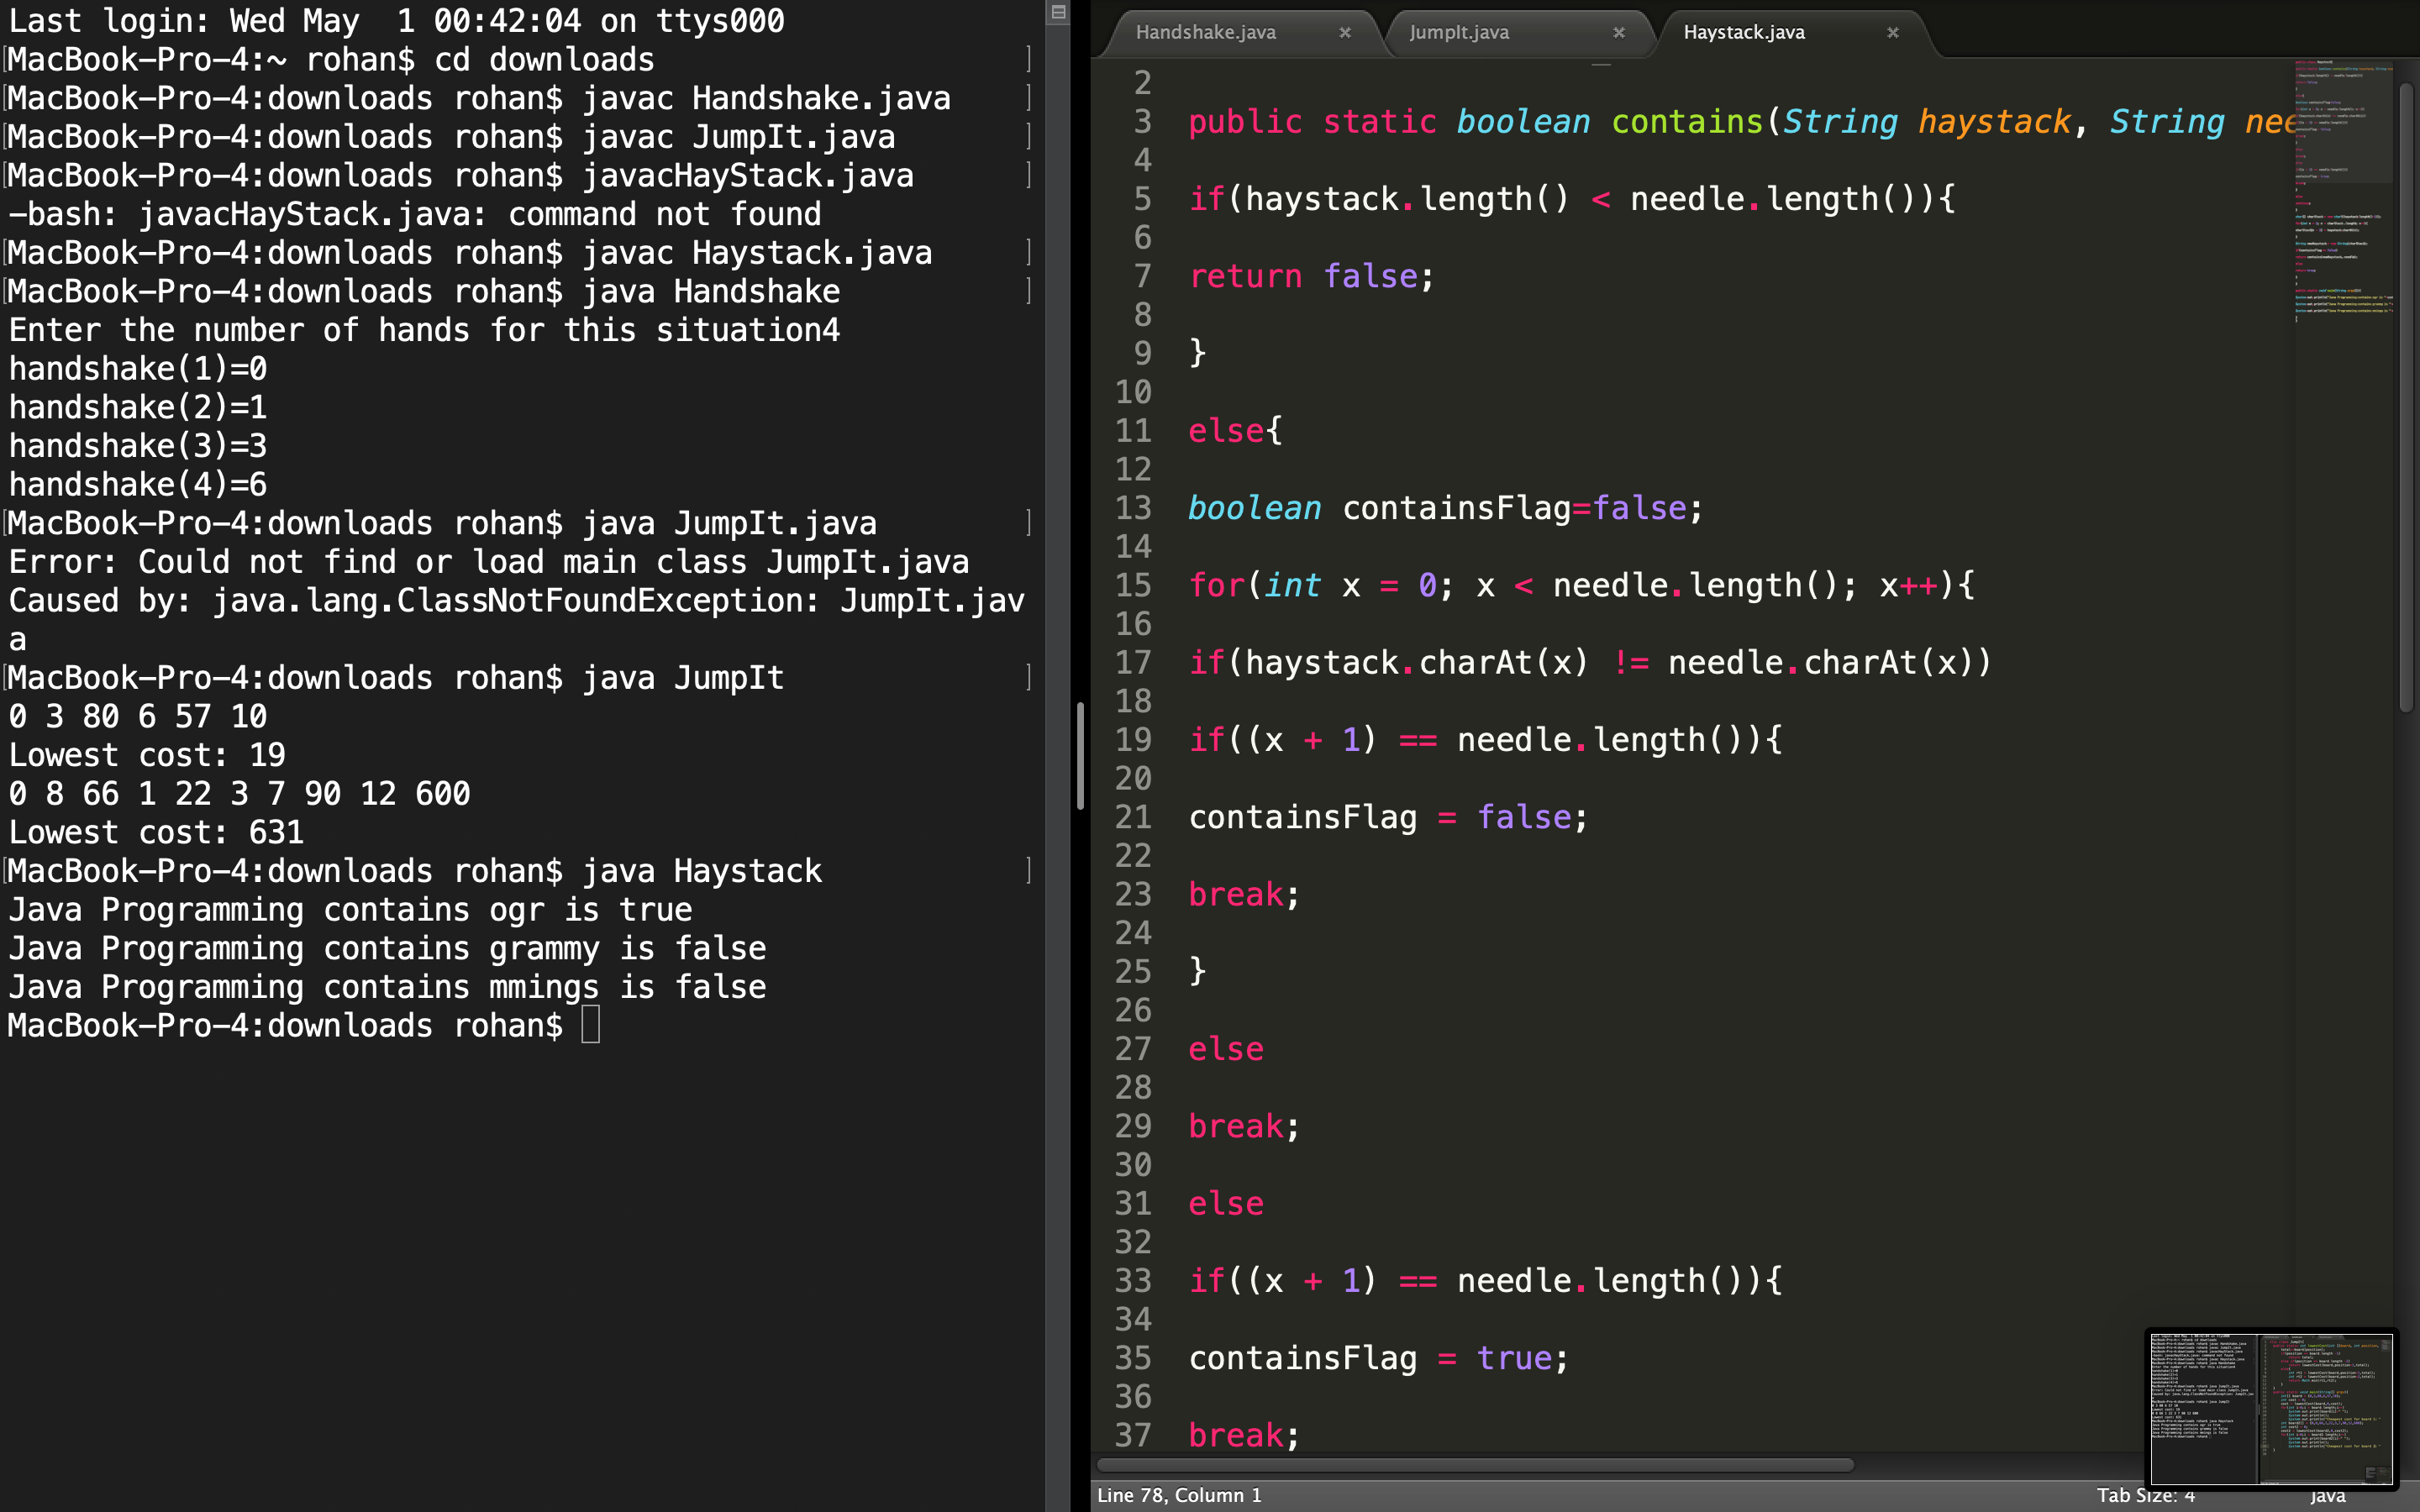 Last login: Wed May  1 00:42:04 on ttys000
MacBook-Pro-4:~ rohan$ cd downloads
MacBook-Pro-4:downloads rohan$ javac Handshake.java
MacBook-Pro-4:downloads rohan$ javac JumpIt.java
MacBook-Pro-4:downloads rohan$ javacHayStack.java
-bash: javacHayStack.java: command not found
MacBook-Pro-4:downloads rohan$ javac Haystack.java
MacBook-Pro-4:downloads rohan$ java Handshake
Enter the number of hands for this situation4
handshake(1)=0
handshake(2)=1
handshake(3)=3
handshake(4)=6
MacBook-Pro-4:downloads rohan$ java JumpIt.java
Error: Could not find or load main class JumpIt.java
Caused by: java.lang.ClassNotFoundException: JumpIt.jav
a
MacBook-Pro-4:downloads rohan$ java JumpIt
0 3 80 6 57 10
Lowest cost: 19
0 8 66 1 22 3 7 90 12 600
Lowest cost: 631
MacBook-Pro-4:downloads rohan$ java Haystack
Java Programming contains ogr is true
Java Programming contains grammy is false
Java Programming contains mmings is false
MacBook-Pro-4:downloads rohan$
Handshake.java × JumpIt.java × Haystack.java ×
2
3 public static boolean contains(String haystack, String nee
4
5 if(haystack.length() < needle.length()){
6
7 return false;
8
9 }
10
11 else{
12
13 boolean containsFlag=false;
14
15 for(int x = 0; x < needle.length(); x++){
16
17 if(haystack.charAt(x) != needle.charAt(x))
18
19 if((x + 1) == needle.length()){
20
21 containsFlag = false;
22
23 break;
24
25 }
26
27 else
28
29 break;
30
31 else
32
33 if((x + 1) == needle.length()){
34
35 containsFlag = true;
36
37 break;
Line 78, Column 1
Tab Size: 4
Java